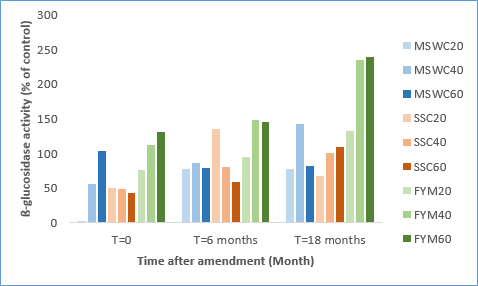 ß-glucosidase activity (% of control)
300
250
200
150
100
50
0
T=0
T=6 months
T=18 months
Time after amendment (Month)
MSWC20
MSWC40
MSWC60
SSC20
SSC40
SSC60
FYM20
FYM40
FYM60